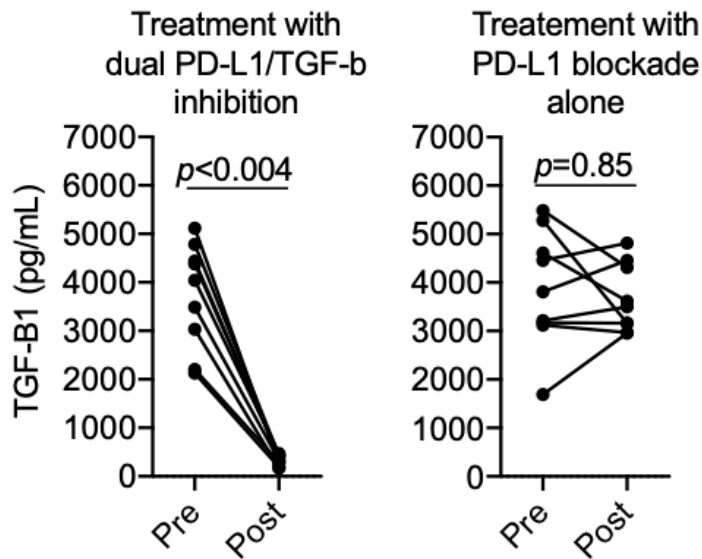 Treatment with
dual PD-L1/TGF-b
inhibition
7000
6000
5000
4000
3000
2000
1000
0
TGF-B1 (pg/mL)
p<0.004
Pre
Post
Treatement with
PD-L1 blockade
alone
7000
6000
5000
4000
3000
2000
1000
0
p=0.85
Pre
Post